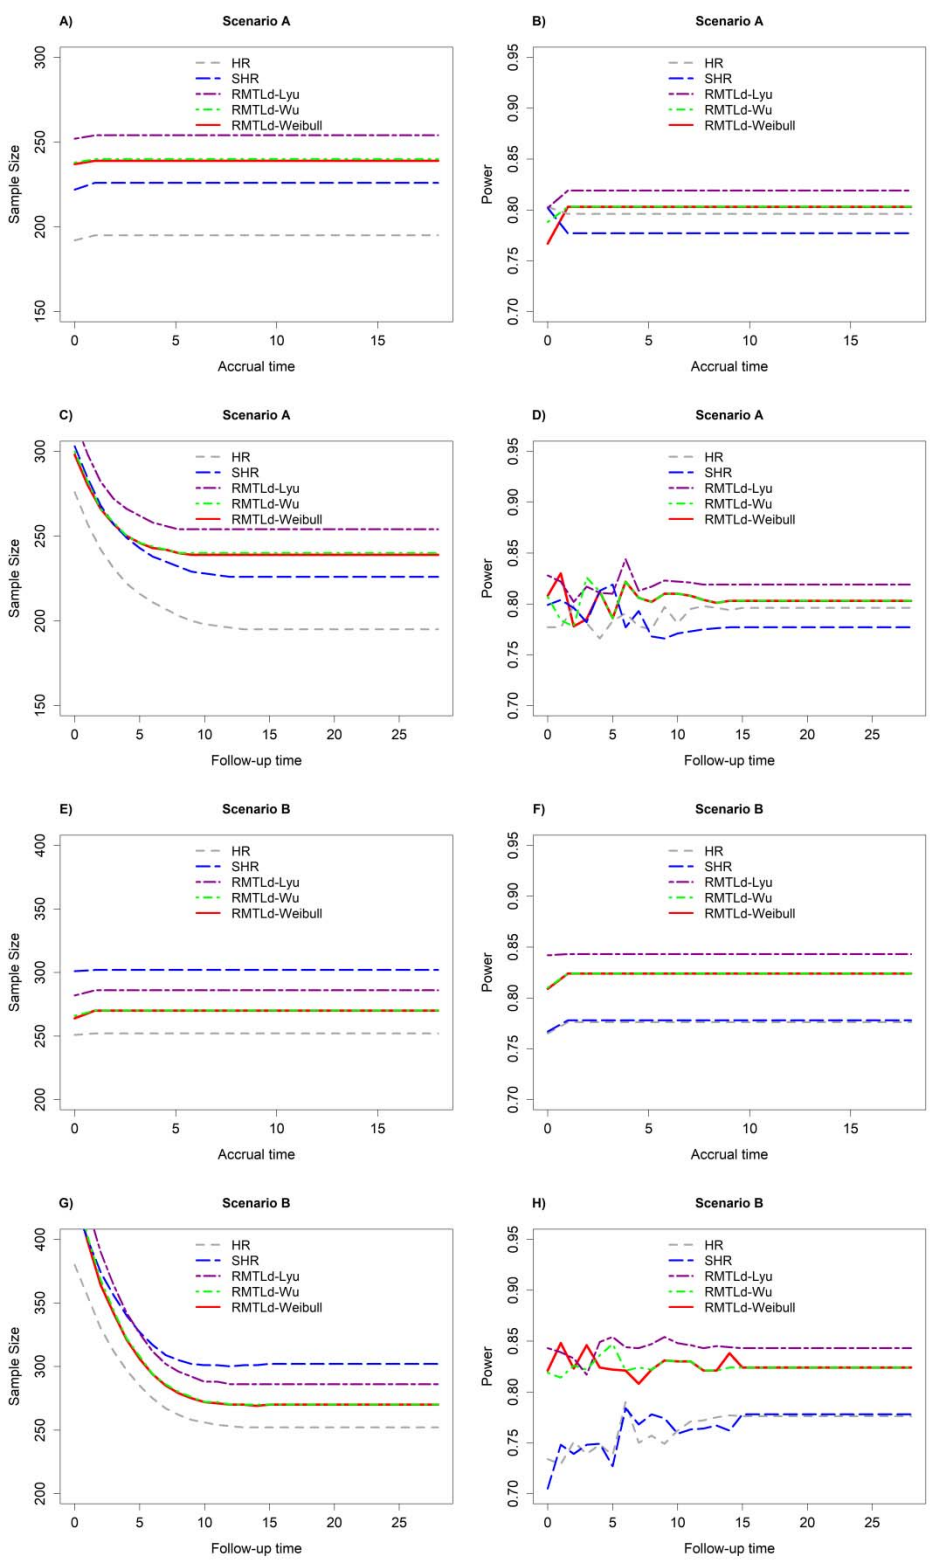 A) Scenario A
HR
SHR
RMTLd-Lyu
RMTLd-Wu
RMTLd-Weibull
Sample Size
150 200 250 300
0 5 10 15
Accrual time
B) Scenario A
HR
SHR
RMTLd-Lyu
RMTLd-Wu
RMTLd-Weibull
Power
0.70 0.75 0.80 0.85 0.90 0.95
0 5 10 15
Accrual time
C) Scenario A
HR
SHR
RMTLd-Lyu
RMTLd-Wu
RMTLd-Weibull
Sample Size
150 200 250 300
0 5 10 15 20 25
Follow-up time
D) Scenario A
HR
SHR
RMTLd-Lyu
RMTLd-Wu
RMTLd-Weibull
Power
0.70 0.75 0.80 0.85 0.90 0.95
0 5 10 15 20 25
Follow-up time
E) Scenario B
HR
SHR
RMTLd-Lyu
RMTLd-Wu
RMTLd-Weibull
Sample Size
200 250 300 350 400
0 5 10 15
Accrual time
F) Scenario B
HR
SHR
RMTLd-Lyu
RMTLd-Wu
RMTLd-Weibull
Power
0.70 0.75 0.80 0.85 0.90 0.95
0 5 10 15
Accrual time
G) Scenario B
HR
SHR
RMTLd-Lyu
RMTLd-Wu
RMTLd-Weibull
Sample Size
200 250 300 350 400
0 5 10 15 20 25
Follow-up time
H) Scenario B
HR
SHR
RMTLd-Lyu
RMTLd-Wu
RMTLd-Weibull
Power
0.70 0.75 0.80 0.85 0.90 0.95
0 5 10 15 20 25
Follow-up time